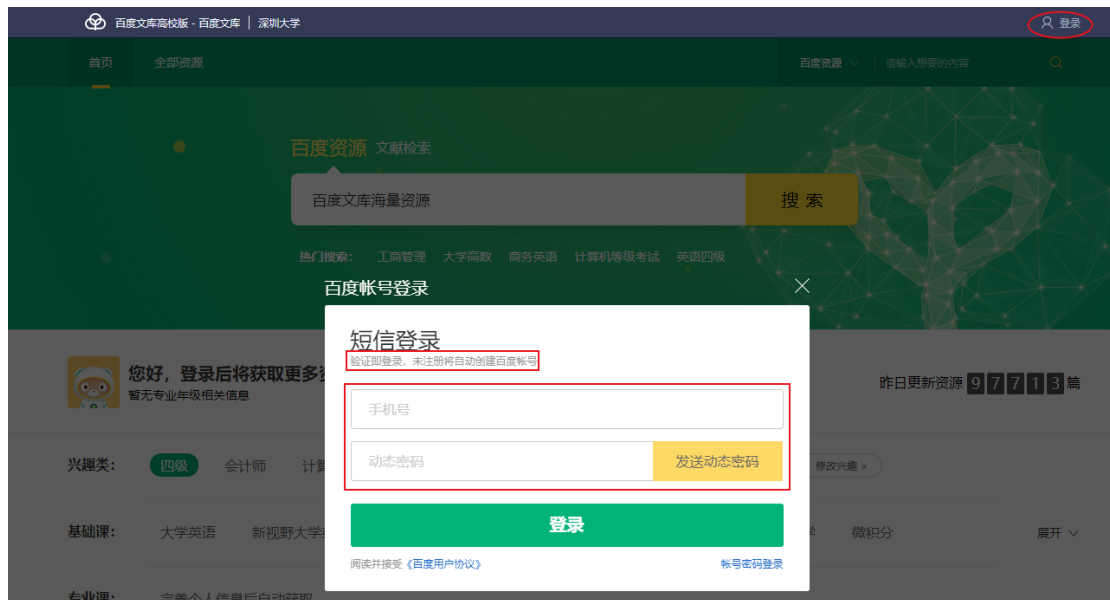 百度文库高校版 - 百度文库 | 深圳大学 登录
首页 全部资源 百度资源 请输入想要的内容
百度资源 文献检索
百度文库海量资源 搜索
热门搜索: 工商管理 大学高数 商务英语 计算机等级考试 英语四级
百度帐号登录
短信登录
验证即登录,未注册将自动创建百度帐号
您好,登录后将获取更多
暂无专业年级相关信息
昨日更新资源 97713 篇
手机号
动态密码 发送动态密码
兴趣类: 四级 会计师 修改兴趣 >
登录
基础课: 大学英语 新视野大学 微积分 展开
阅读并接受《百度用户协议》 帐号密码登录